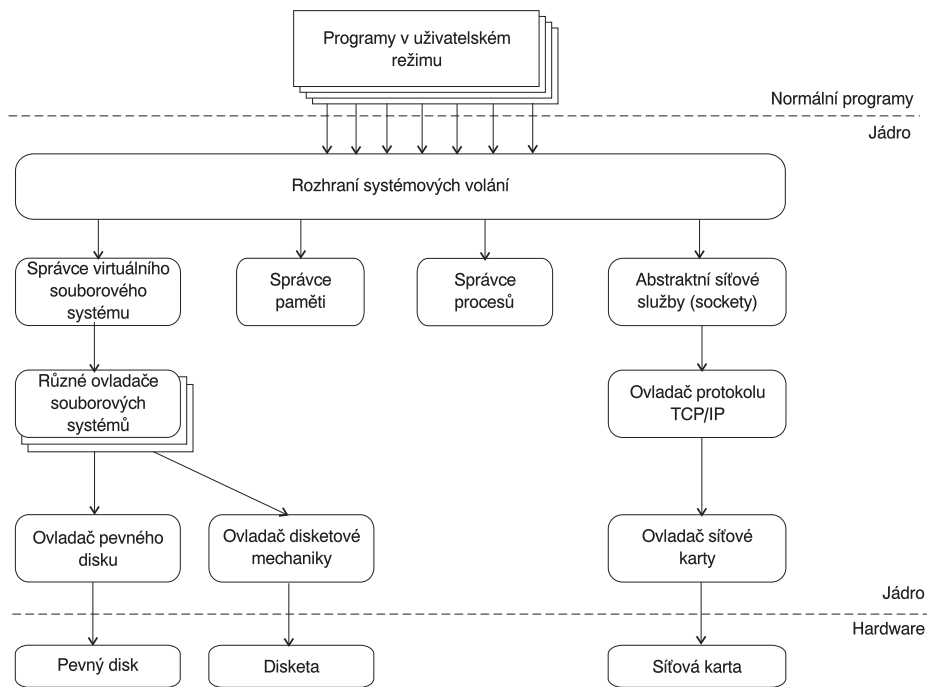 Programy v uživatelském
režimu
Normální programy
Jádro
Rozhraní systémových volání
Správce virtuálního
souborového
systému
Správce
paměti
Správce
procesů
Abstraktní síťové
služby (sockety)
Různé ovladače
souborových
systémů
Ovladač protokolu
TCP/IP
Ovladač pevného
disku
Ovladač disketové
mechaniky
Ovladač síťové
karty
Jádro
Hardware
Pevný disk
Disketa
Síťová karta